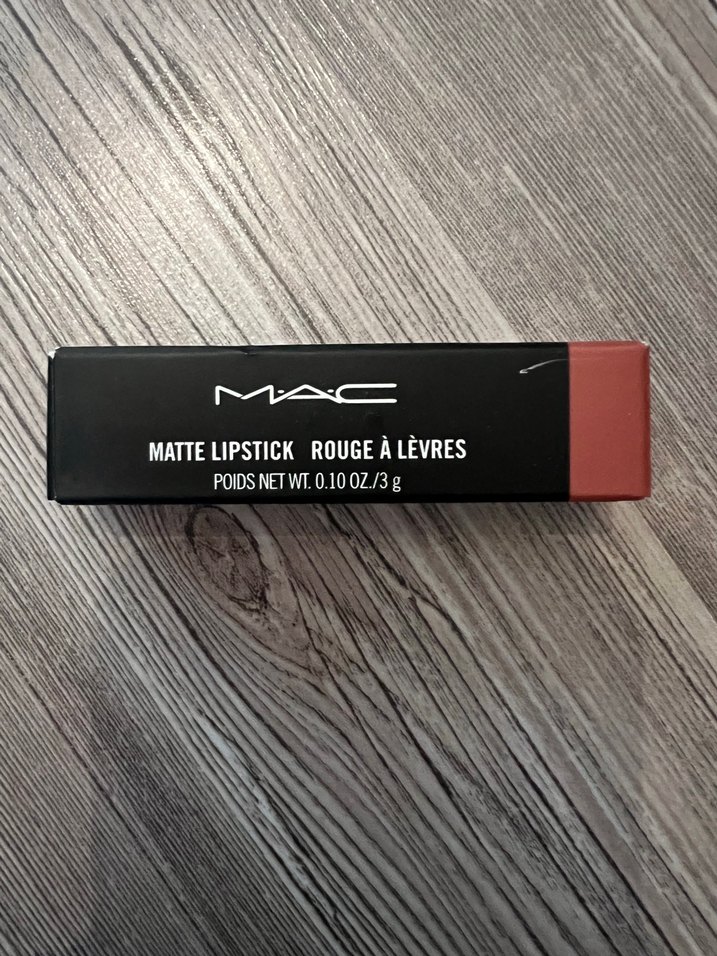 M·A·C
MATTE LIPSTICK ROUGE À LÈVRES
POIDS NET WT. 0.10 OZ./3 g